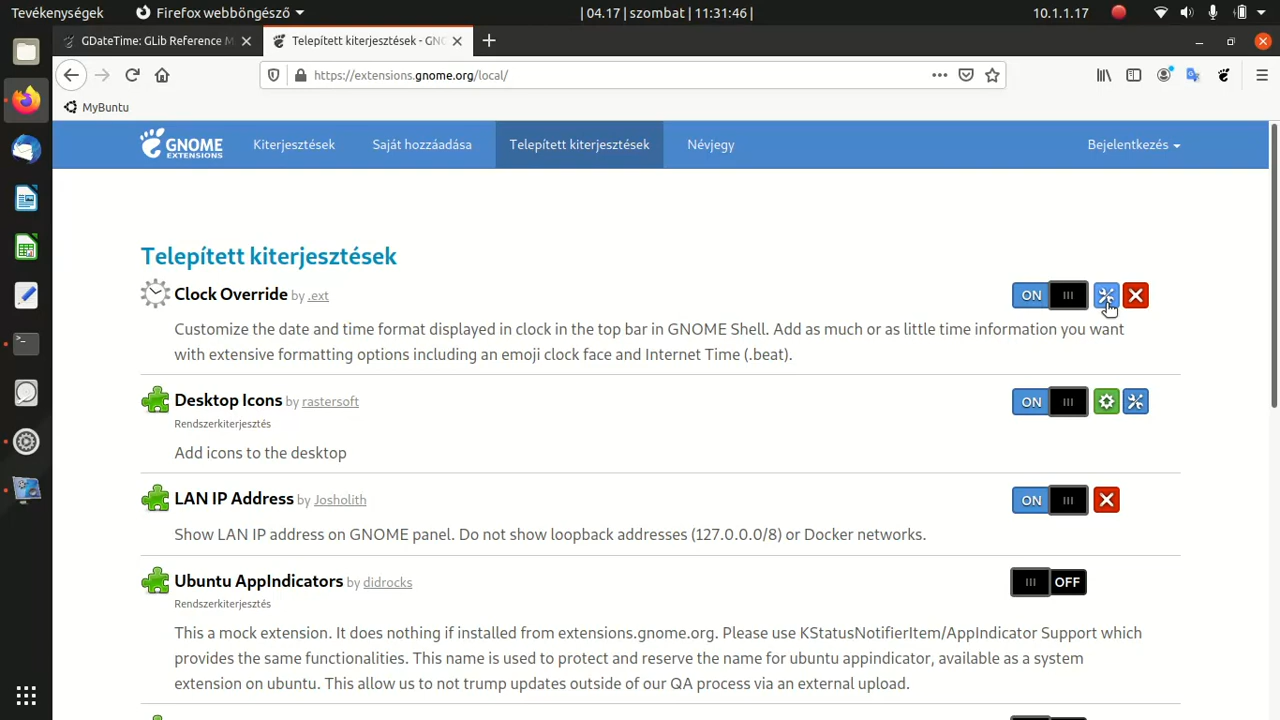 Tevékenységek
Firefox webböngésző
| 04.17 | szombat | 11:31:46 |
10.1.1.17
GDateTime: GLib Reference M
Telepített kiterjesztések - GNO
https://extensions.gnome.org/local/
MyBuntu
GNOME
EXTENSIONS
Kiterjesztések
Saját hozzáadása
Telepített kiterjesztések
Névjegy
Bejelentkezés
Telepített kiterjesztések
Clock Override by .ext
ON
Customize the date and time format displayed in clock in the top bar in GNOME Shell. Add as much or as little time information you want
with extensive formatting options including an emoji clock face and Internet Time (.beat).
Desktop Icons by rastersoft
ON
Rendszerkiterjesztés
Add icons to the desktop
LAN IP Address by Josholith
ON
Show LAN IP address on GNOME panel. Do not show loopback addresses (127.0.0.0/8) or Docker networks.
Ubuntu AppIndicators by didrocks
OFF
Rendszerkiterjesztés
This a mock extension. It does nothing if installed from extensions.gnome.org. Please use KStatusNotifierItem/AppIndicator Support which
provides the same functionalities. This name is used to protect and reserve the name for ubuntu appindicator, available as a system
extension on ubuntu. This allow us to not trump updates outside of our QA process via an external upload.